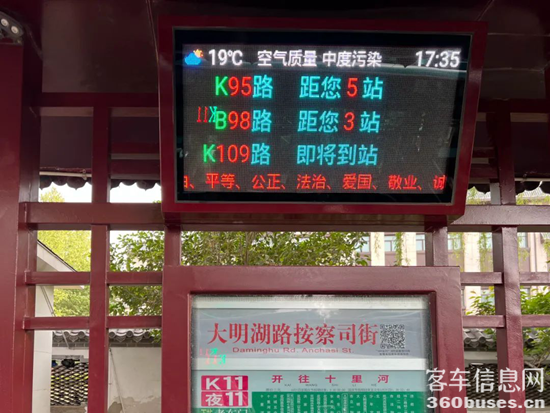 19℃ 空气质量 中度污染 17:35
K95路 距您 5 站
B98路 距您 3 站
K109路 即将到站
、平等、公正、法治、爱国、敬业、诚
大明湖路按察司街
Daminghu Rd. Anchasi St.
K11
开往十里河
夜11
客车信息网
360buses.cn